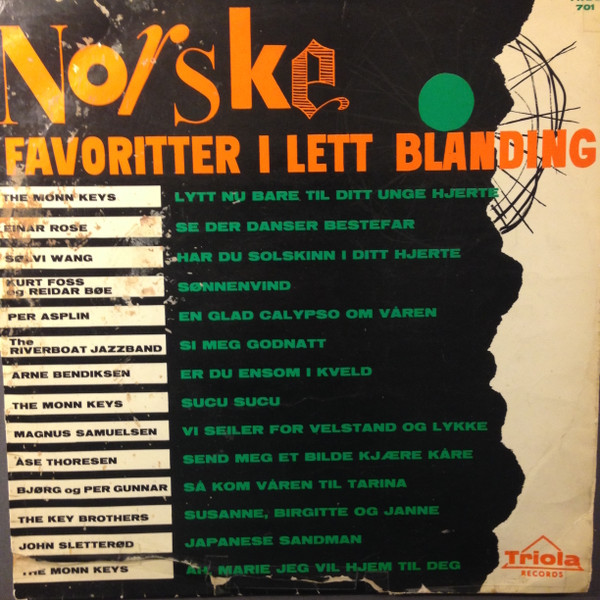 701
Norske
FAVORITTER I LETT BLANDING
THE MONN KEYS LYTT NU BARE TIL DITT UNGE HJERTE
EINAR ROSE SE DER DANSER BESTEFAR
SØLVI WANG HAR DU SOLSKINN I DITT HJERTE
KURT FOSS
og REIDAR BØE SØNNENVIND
PER ASPLIN EN GLAD CALYPSO OM VÅREN
The
RIVERBOAT JAZZBAND SI MEG GODNATT
ARNE BENDIKSEN ER DU ENSOM I KVELD
THE MONN KEYS SUCU SUCU
MAGNUS SAMUELSEN VI SEILER FOR VELSTAND OG LYKKE
ÅSE THORESEN SEND MEG ET BILDE KJÆRE KÅRE
BJØRG og PER GUNNAR SÅ KOM VÅREN TIL TARINA
THE KEY BROTHERS SUSANNE, BIRGITTE OG JANNE
JOHN SLETTERØD JAPANESE SANDMAN
THE MONN KEYS AH, MARIE JEG VIL HJEM TIL DEG
Triola
RECORDS